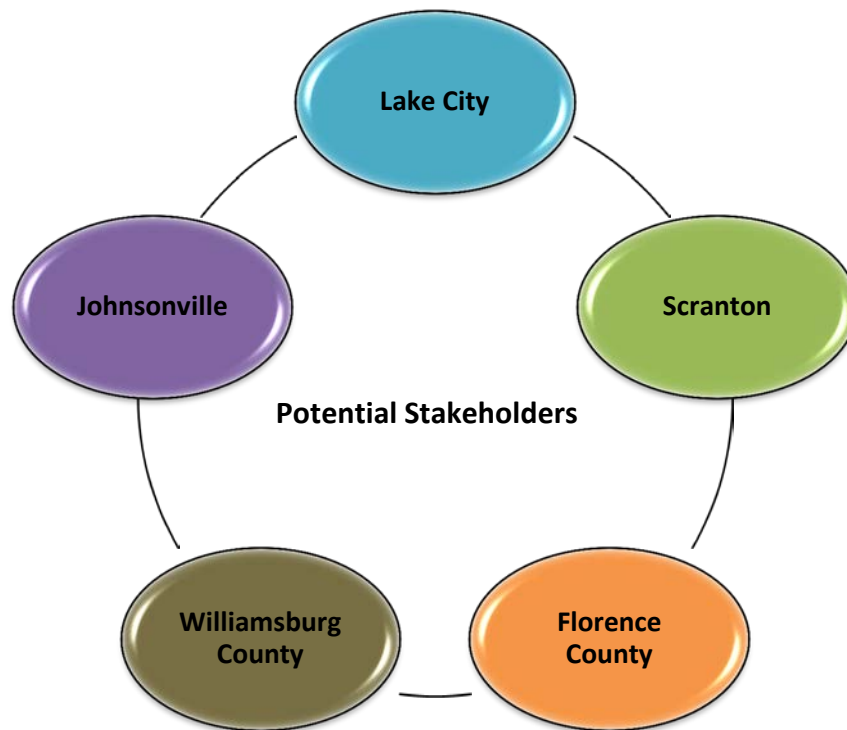 Lake City
Johnsonville
Scranton
Potential Stakeholders
Williamsburg
County
Florence
County